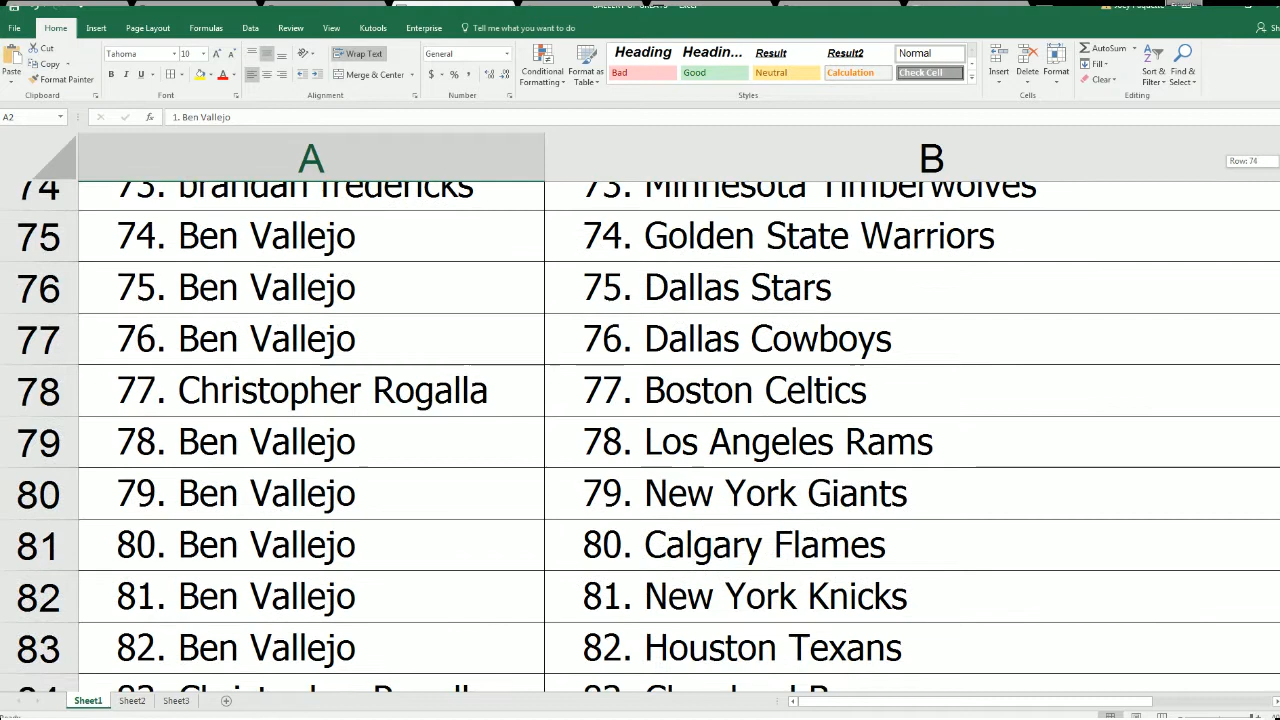 File Home Insert Page Layout Formulas Data Review View Kutools Enterprise Tell me what you want to do
Cut
Copy
Format Painter
Paste
Clipboard
Tahoma 10
B I U
Font
Wrap Text
Merge & Center
Alignment
General
$ % ,
Number
Conditional Formatting
Format as Table
Heading Headin... Result Result2 Normal
Bad Good Neutral Calculation Check Cell
Styles
Insert Delete Format
Cells
AutoSum
Fill
Clear
Sort & Filter
Find & Select
Editing
A2 fx 1. Ben Vallejo
A B
Row: 74
74 73. brandan fredericks 73. Minnesota Timberwolves
75 74. Ben Vallejo 74. Golden State Warriors
76 75. Ben Vallejo 75. Dallas Stars
77 76. Ben Vallejo 76. Dallas Cowboys
78 77. Christopher Rogalla 77. Boston Celtics
79 78. Ben Vallejo 78. Los Angeles Rams
80 79. Ben Vallejo 79. New York Giants
81 80. Ben Vallejo 80. Calgary Flames
82 81. Ben Vallejo 81. New York Knicks
83 82. Ben Vallejo 82. Houston Texans
Sheet1 Sheet2 Sheet3